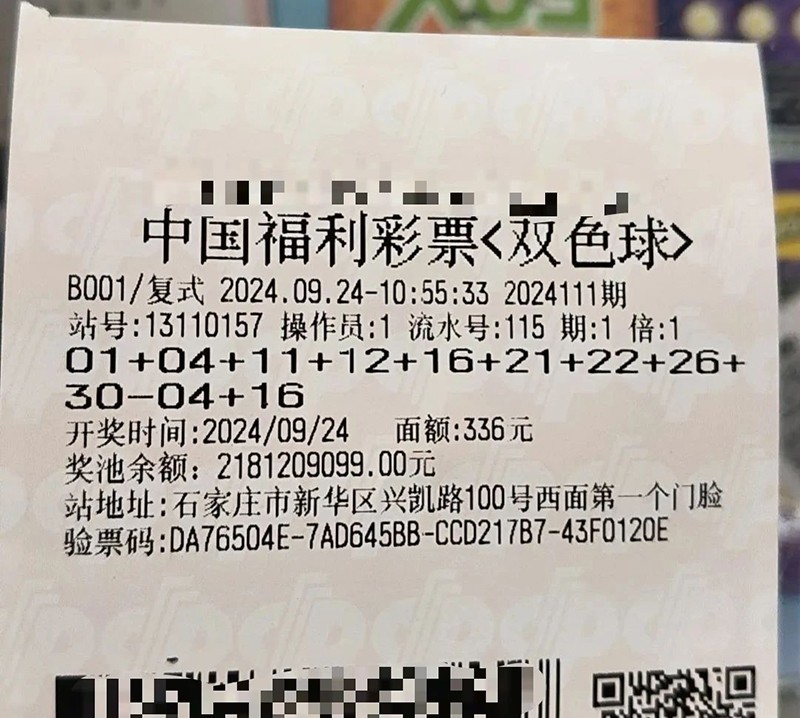 中国福利彩票<双色球>
B001/复式 2024.09.24-10:55:33 2024111期
站号:13110157 操作员:1 流水号:115 期:1 倍:1
01+04+11+12+16+21+22+26+
30-04+16
开奖时间:2024/09/24 面额:336元
奖池余额：2181209099.00元
站地址:石家庄市新华区兴凯路100号西面第一个门脸
验票码:DA76504E-7AD645BB-CCD217B7-43F0120E